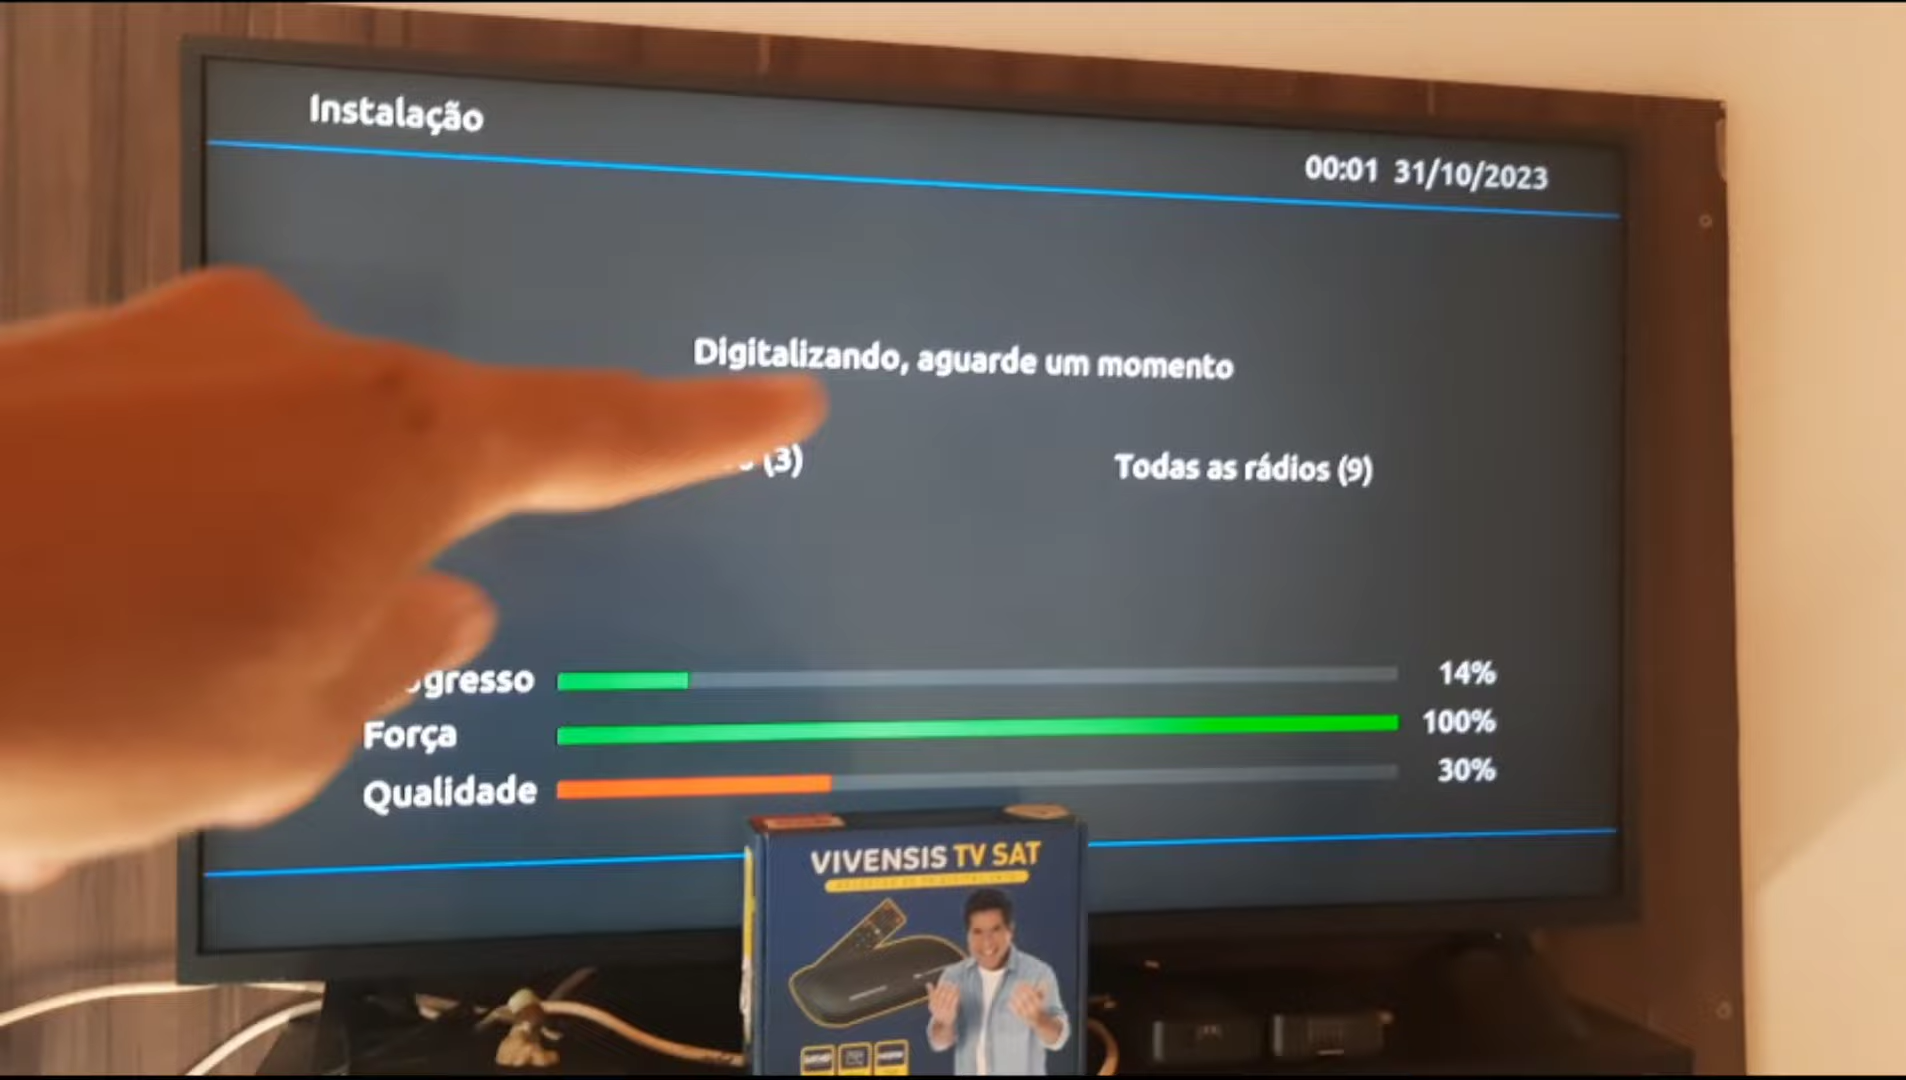 Instalação
00:01 31/10/2023
Digitalizando, aguarde um momento
(3)
Todas as rádios (9)
14%
Força 100%
Qualidade 30%
VIVENSIS TV SAT